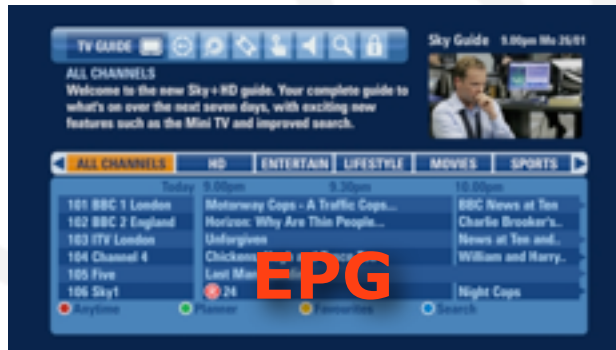 TV GUIDE
Sky Guide 9.00pm Mo 26/01
ALL CHANNELS
Welcome to the new Sky+HD guide. Your complete guide to
what's on over the next seven days, with exciting new
features such as the Mini TV and improved search.
ALL CHANNELS HD ENTERTAIN LIFESTYLE MOVIES SPORTS
Today 9.00pm 9.30pm 10.00pm
101 BBC 1 London Motorway Cops - A Traffic Cops... BBC News at Ten
102 BBC 2 England Horizon: Why Are Thin People... Charlie Brooker's..
103 ITV London Unforgiven News at Ten and..
104 Channel 4 William and Harry..
105 Five Last Man
106 Sky1 24 Night Cops
EPG
Anytime Planner Favourites Search